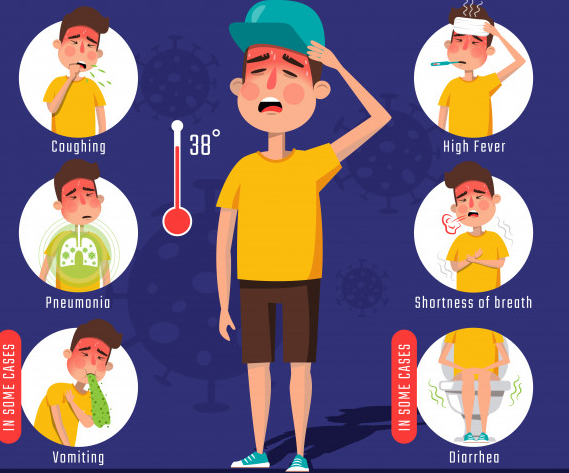 Coughing
38°
High Fever
Pneumonia
Shortness of breath
IN SOME CASES
Vomiting
IN SOME CASES
Diarrhea